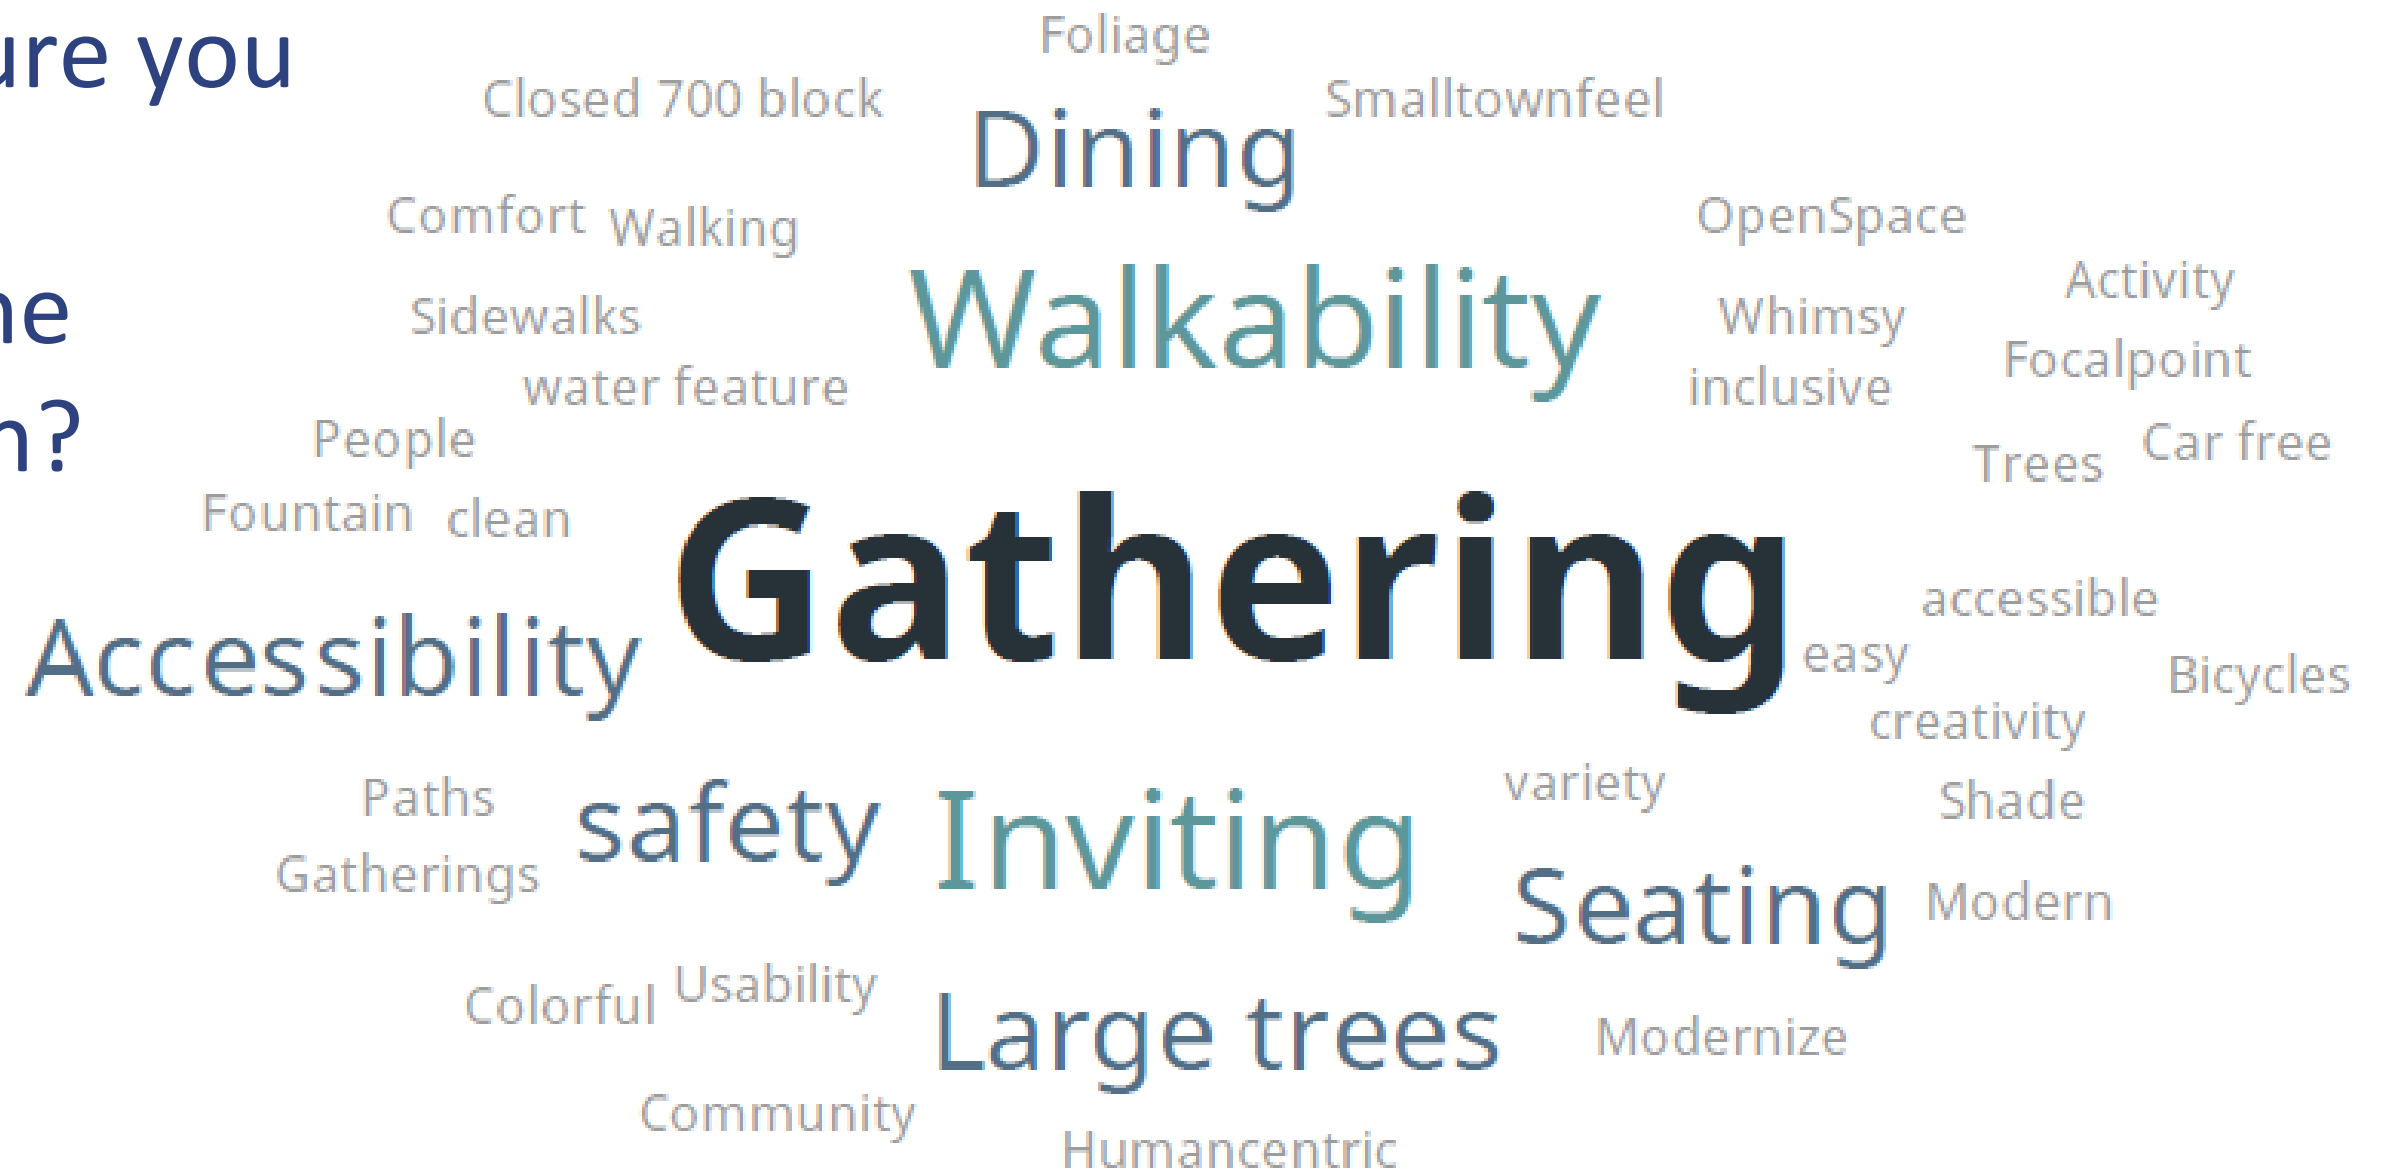 ure you
ne
n?
Foliage
Closed 700 block
Smalltownfeel
Dining
Comfort
Walking
OpenSpace
Walkability
Activity
Sidewalks
Whimsy
water feature
Focalpoint
inclusive
People
Trees
Car free
Fountain
clean
Gathering
accessible
Accessibility
easy
Bicycles
creativity
Paths
safety
Inviting
variety
Shade
Gatherings
Seating
Modern
Colorful
Usability
Large trees
Modernize
Community
Humancentric